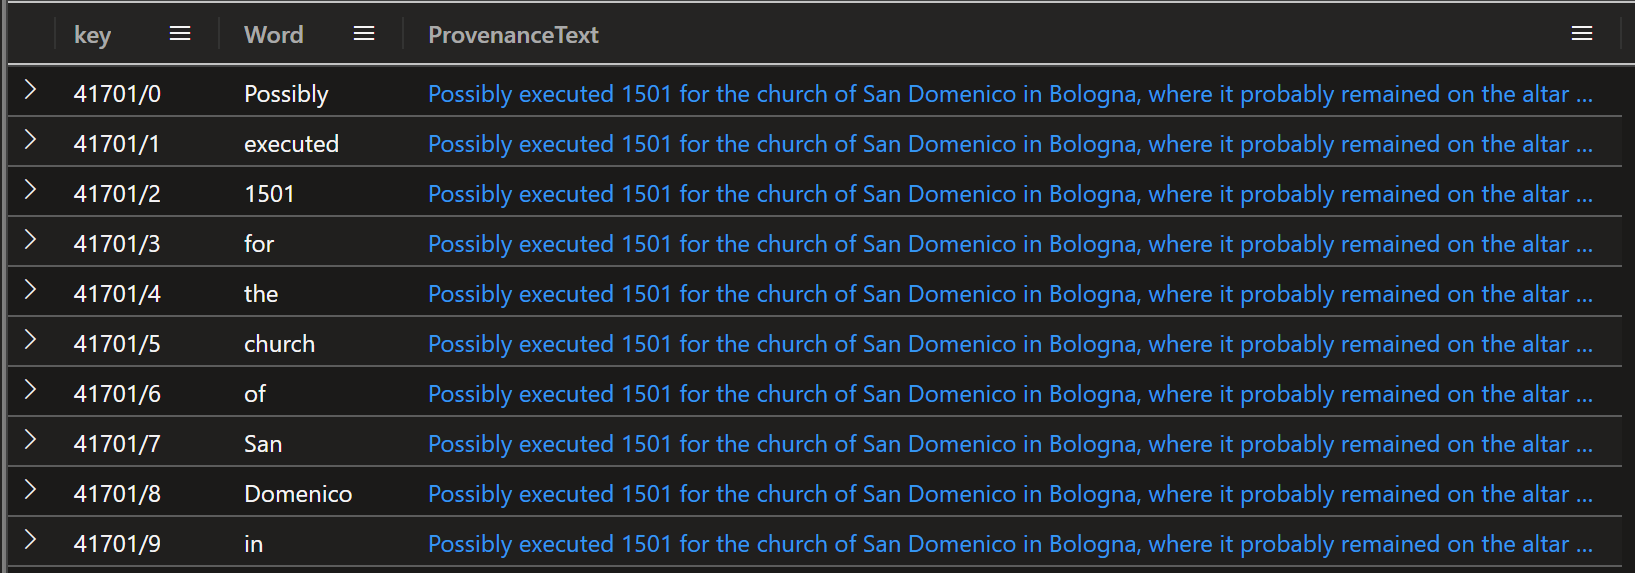 key Word ProvenanceText
41701/0 Possibly Possibly executed 1501 for the church of San Domenico in Bologna, where it probably remained on the altar ...
41701/1 executed Possibly executed 1501 for the church of San Domenico in Bologna, where it probably remained on the altar ...
41701/2 1501 Possibly executed 1501 for the church of San Domenico in Bologna, where it probably remained on the altar ...
41701/3 for Possibly executed 1501 for the church of San Domenico in Bologna, where it probably remained on the altar ...
41701/4 the Possibly executed 1501 for the church of San Domenico in Bologna, where it probably remained on the altar ...
41701/5 church Possibly executed 1501 for the church of San Domenico in Bologna, where it probably remained on the altar ...
41701/6 of Possibly executed 1501 for the church of San Domenico in Bologna, where it probably remained on the altar ...
41701/7 San Possibly executed 1501 for the church of San Domenico in Bologna, where it probably remained on the altar ...
41701/8 Domenico Possibly executed 1501 for the church of San Domenico in Bologna, where it probably remained on the altar ...
41701/9 in Possibly executed 1501 for the church of San Domenico in Bologna, where it probably remained on the altar ...